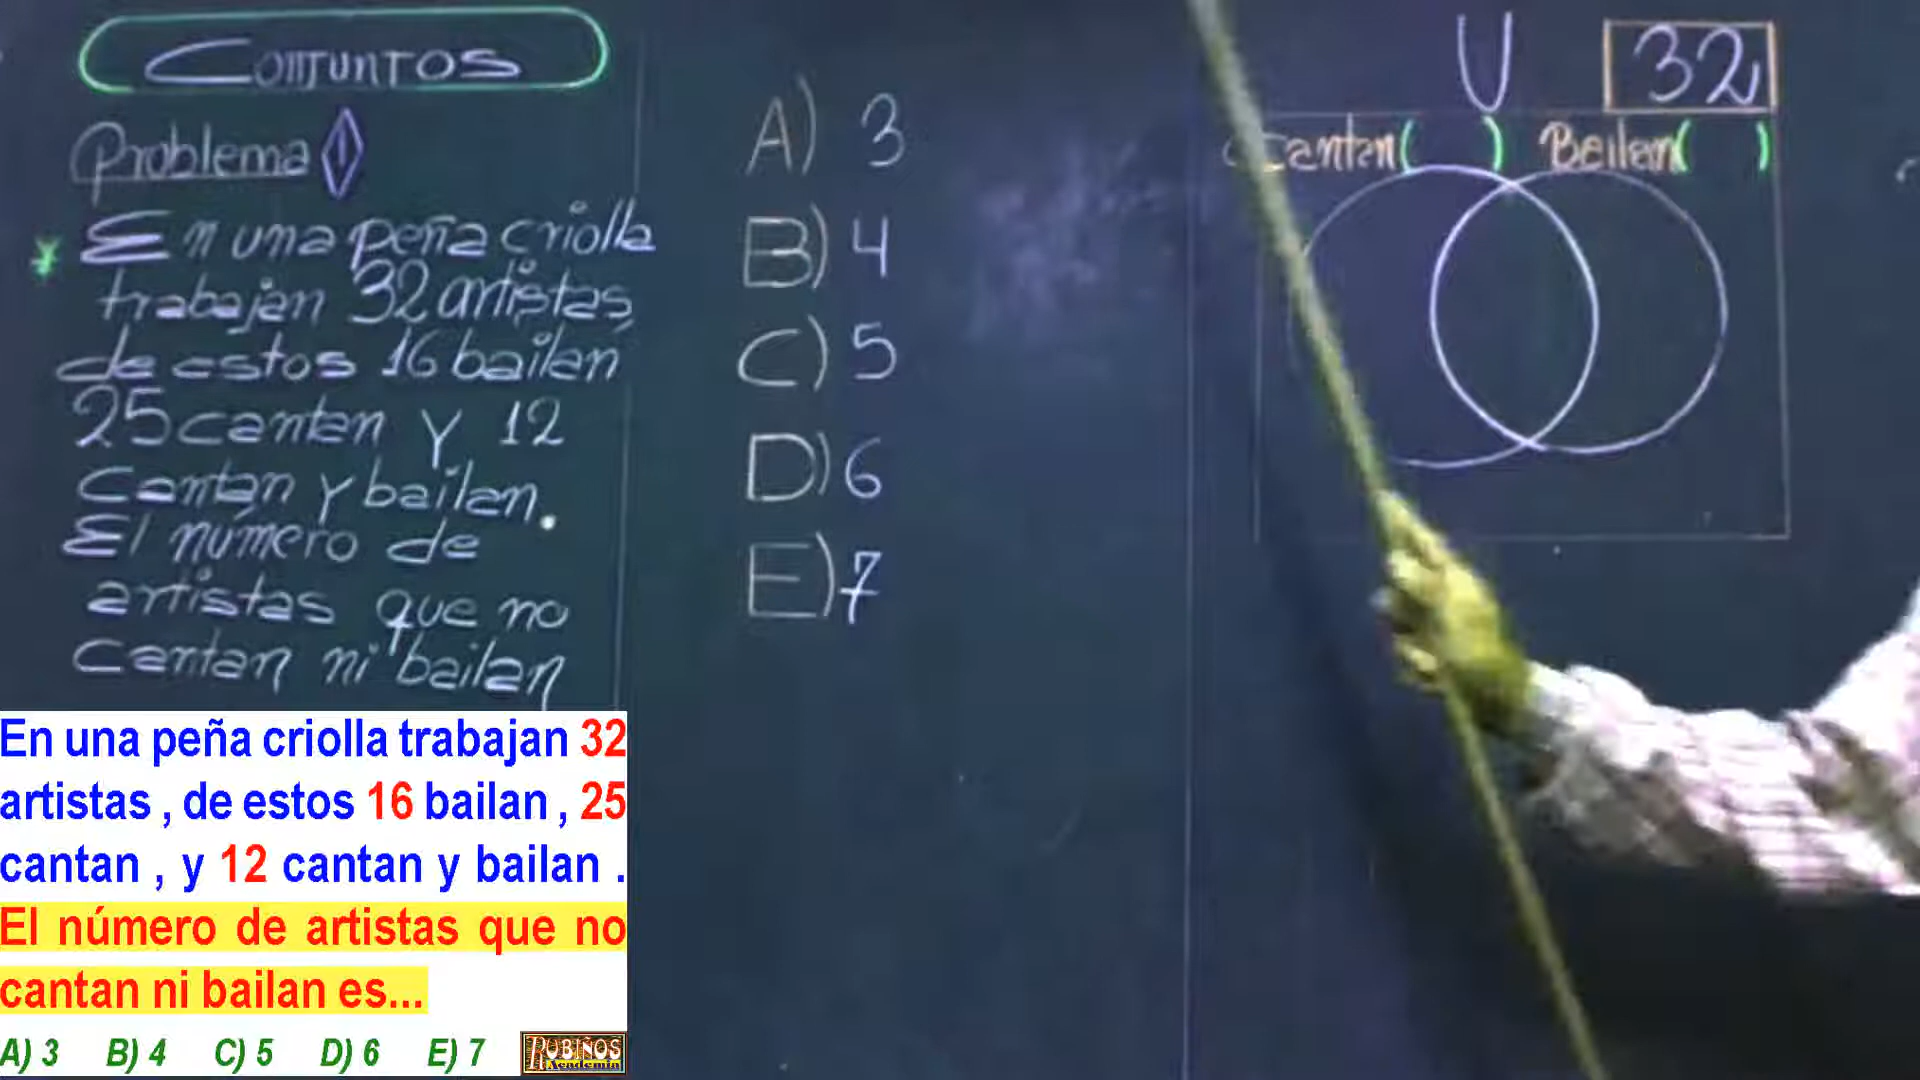 CONJUNTOS
Problema 1
* En una peña criolla
trabajan 32 artistas,
de estos 16 bailan
25 cantan y 12
cantan y bailan.
El número de
artistas que no
cantan ni bailan
A) 3
B) 4
C) 5
D) 6
E) 7
U 32
Cantan( ) Bailan( )
En una peña criolla trabajan 32
artistas , de estos 16 bailan , 25
cantan , y 12 cantan y bailan .
El número de artistas que no
cantan ni bailan es...
A) 3 B) 4 C) 5 D) 6 E) 7
RUBIÑOS
Academia